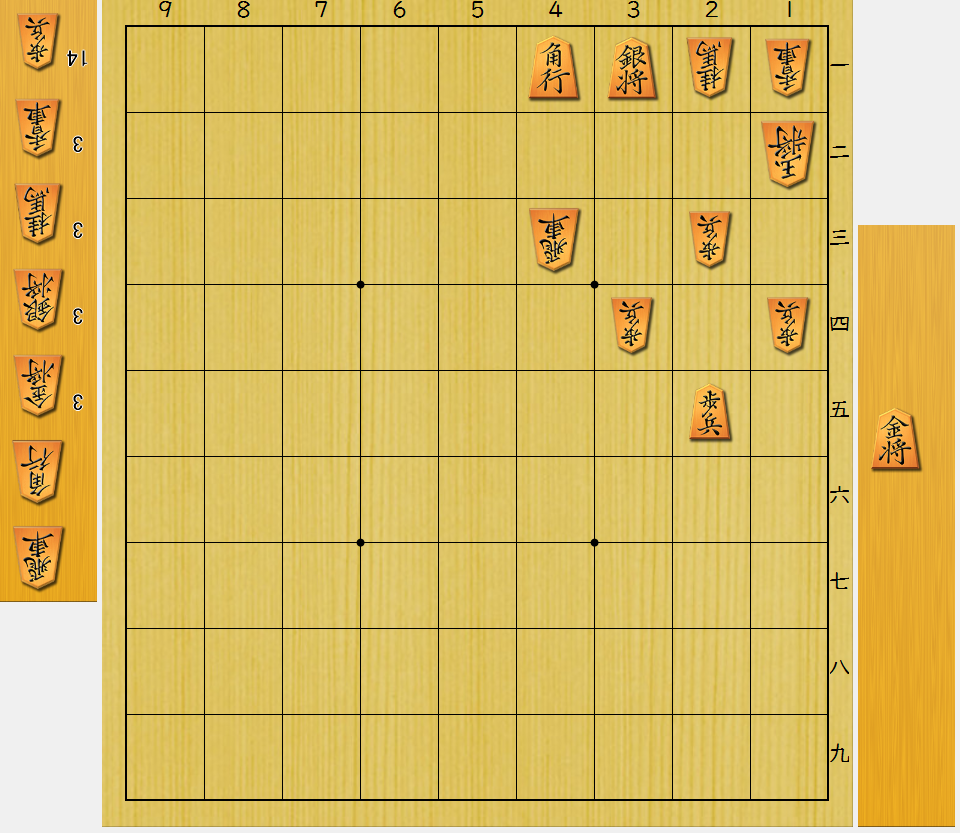 9 8 7 6 5 4 3 2 1
歩兵 14
香車 3
桂馬 3
銀将 3
金将 3
角行
飛車
角行 銀将 桂馬 香車 一
玉将 二
飛車 歩兵 三
歩兵 歩兵 四
歩兵 五
六
七
八
九
金将